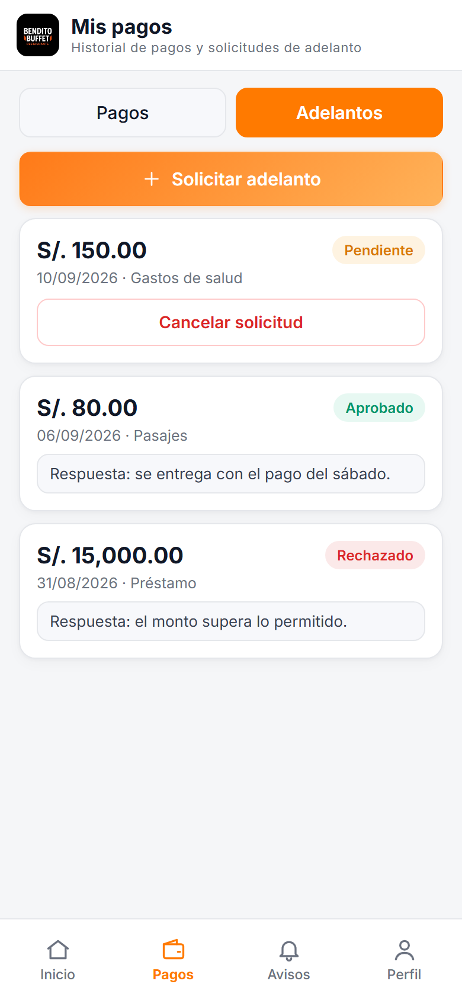 BENDITO
BUFFET
RESTAURANTE
Mis pagos
Historial de pagos y solicitudes de adelanto
Pagos
Adelantos
Solicitar adelanto
S/. 150.00
Pendiente
10/09/2026 · Gastos de salud
Cancelar solicitud
S/. 80.00
Aprobado
06/09/2026 · Pasajes
Respuesta: se entrega con el pago del sábado.
S/. 15,000.00
Rechazado
31/08/2026 · Préstamo
Respuesta: el monto supera lo permitido.
Inicio
Pagos
Avisos
Perfil